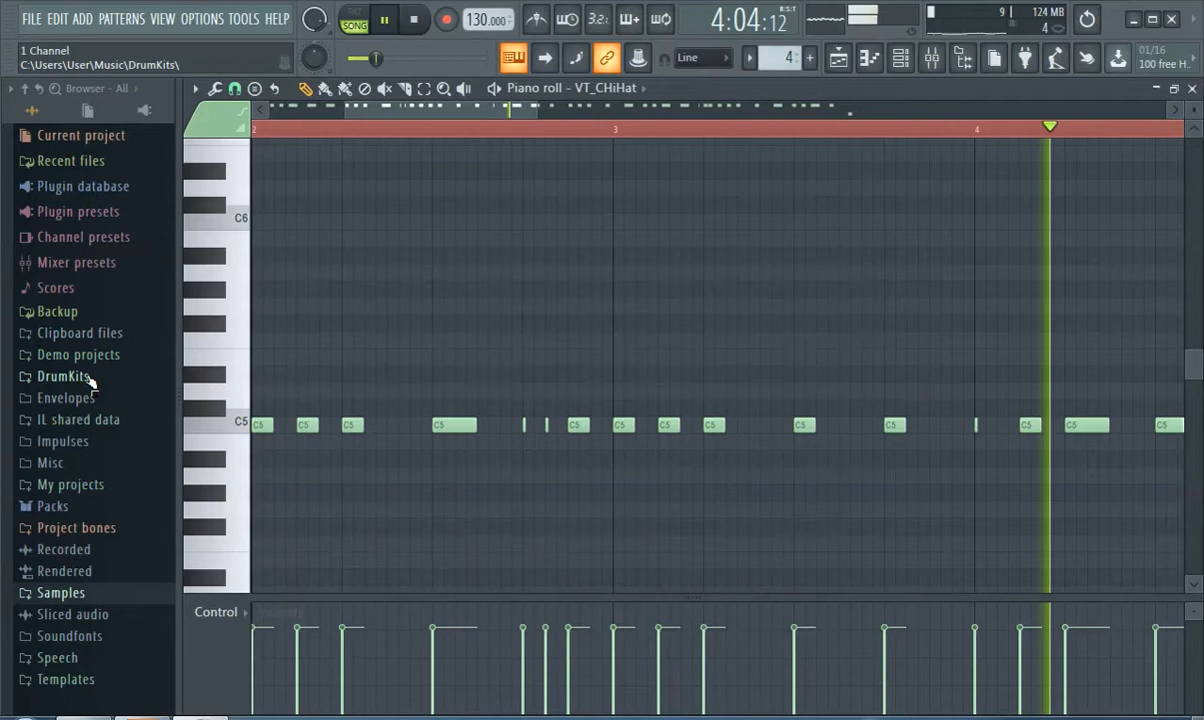 FILE EDIT ADD PATTERNS VIEW OPTIONS TOOLS HELP
PAT
SONG
130.000
3.2:
4:04:12
B:S:T
9
124 MB
4
1 Channel
C:\Users\User\Music\DrumKits\
Line
4
01/16
100 free H
Browser - All
Piano roll - VT_CHiHat
Current project
Recent files
Plugin database
Plugin presets
Channel presets
Mixer presets
Scores
Backup
Clipboard files
Demo projects
DrumKits
Envelopes
IL shared data
Impulses
Misc
My projects
Packs
Project bones
Recorded
Rendered
Samples
Sliced audio
Soundfonts
Speech
Templates
2 3 4
C6
C5 C5 C5 C5 C5 C5 C5 C5 C5 C5 C5 C5 C5 C5
Control